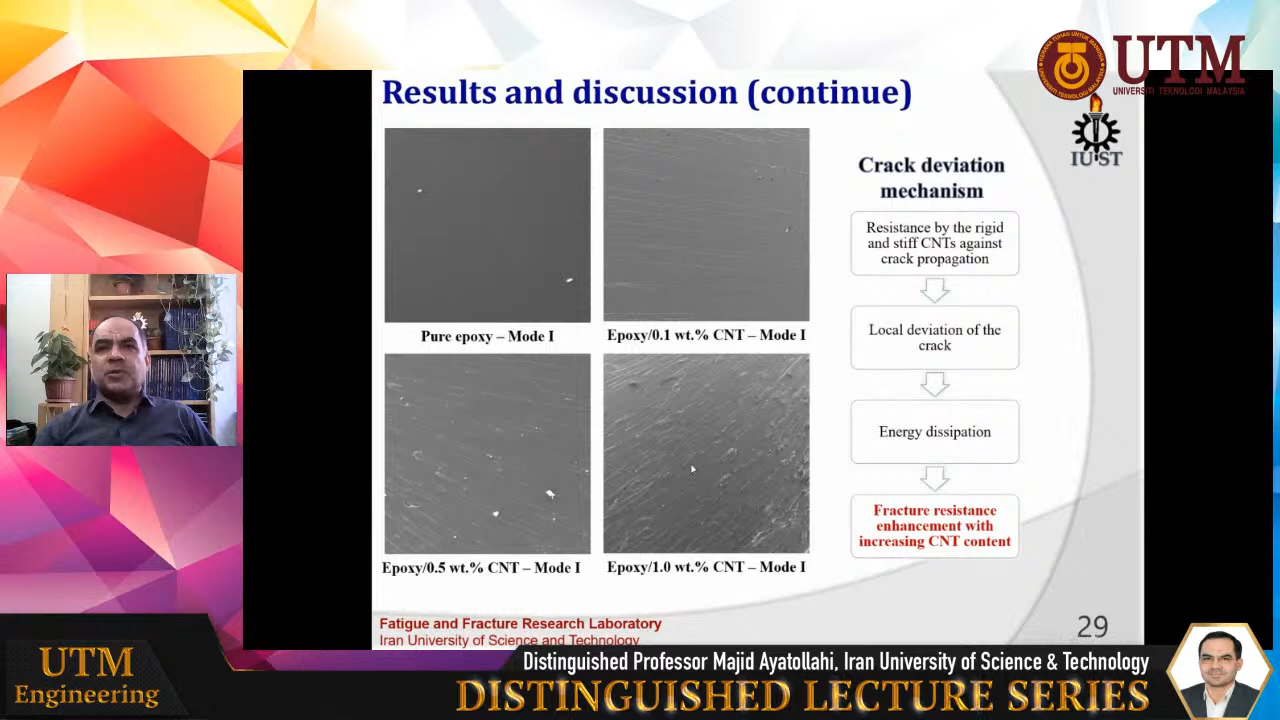 UTM
UNIVERSITI TEKNOLOGI MALAYSIA
Results and discussion (continue)
IUST
Crack deviation
mechanism
Resistance by the rigid
and stiff CNTs against
crack propagation
Local deviation of the
crack
Energy dissipation
Fracture resistance
enhancement with
increasing CNT content
Pure epoxy – Mode I
Epoxy/0.1 wt.% CNT – Mode I
Epoxy/0.5 wt.% CNT – Mode I
Epoxy/1.0 wt.% CNT – Mode I
Fatigue and Fracture Research Laboratory
Iran University of Science and Technology
29
UTM
Engineering
Distinguished Professor Majid Ayatollahi, Iran University of Science & Technology
DISTINGUISHED LECTURE SERIES